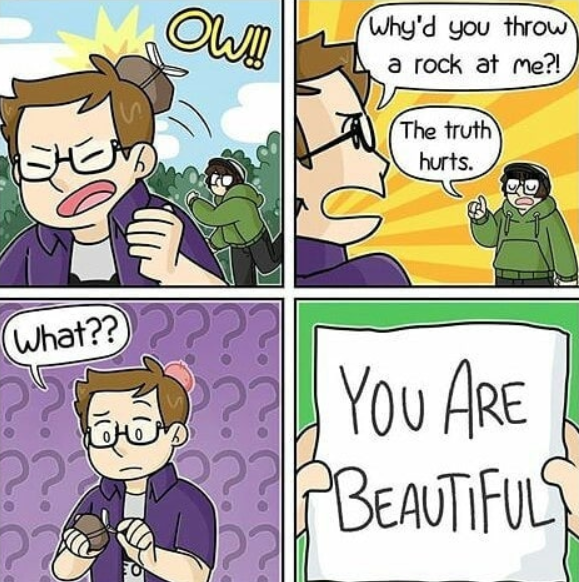 OW!!
Why'd you throw
a rock at me?!
The truth
hurts.
What??
YOU ARE
BEAUTIFUL